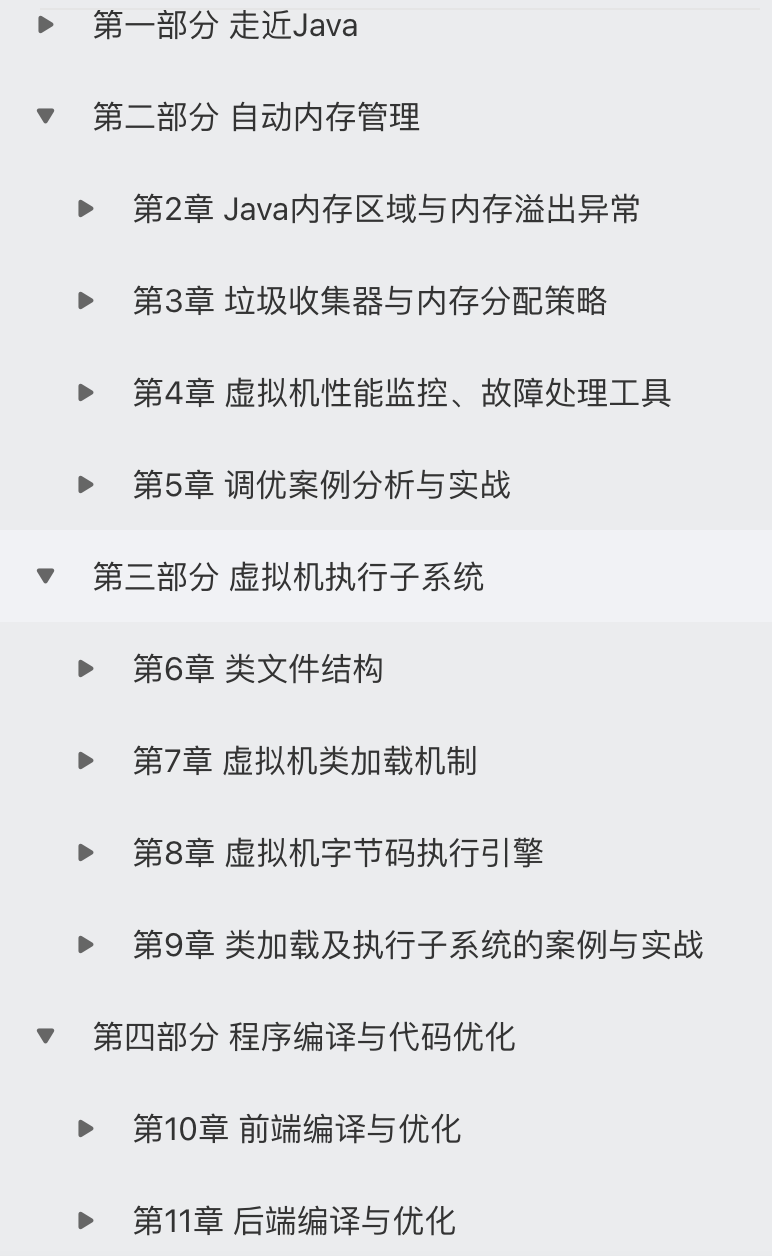 第一部分 走近Java
第二部分 自动内存管理
第2章 Java内存区域与内存溢出异常
第3章 垃圾收集器与内存分配策略
第4章 虚拟机性能监控、故障处理工具
第5章 调优案例分析与实战
第三部分 虚拟机执行子系统
第6章 类文件结构
第7章 虚拟机类加载机制
第8章 虚拟机字节码执行引擎
第9章 类加载及执行子系统的案例与实战
第四部分 程序编译与代码优化
第10章 前端编译与优化
第11章 后端编译与优化